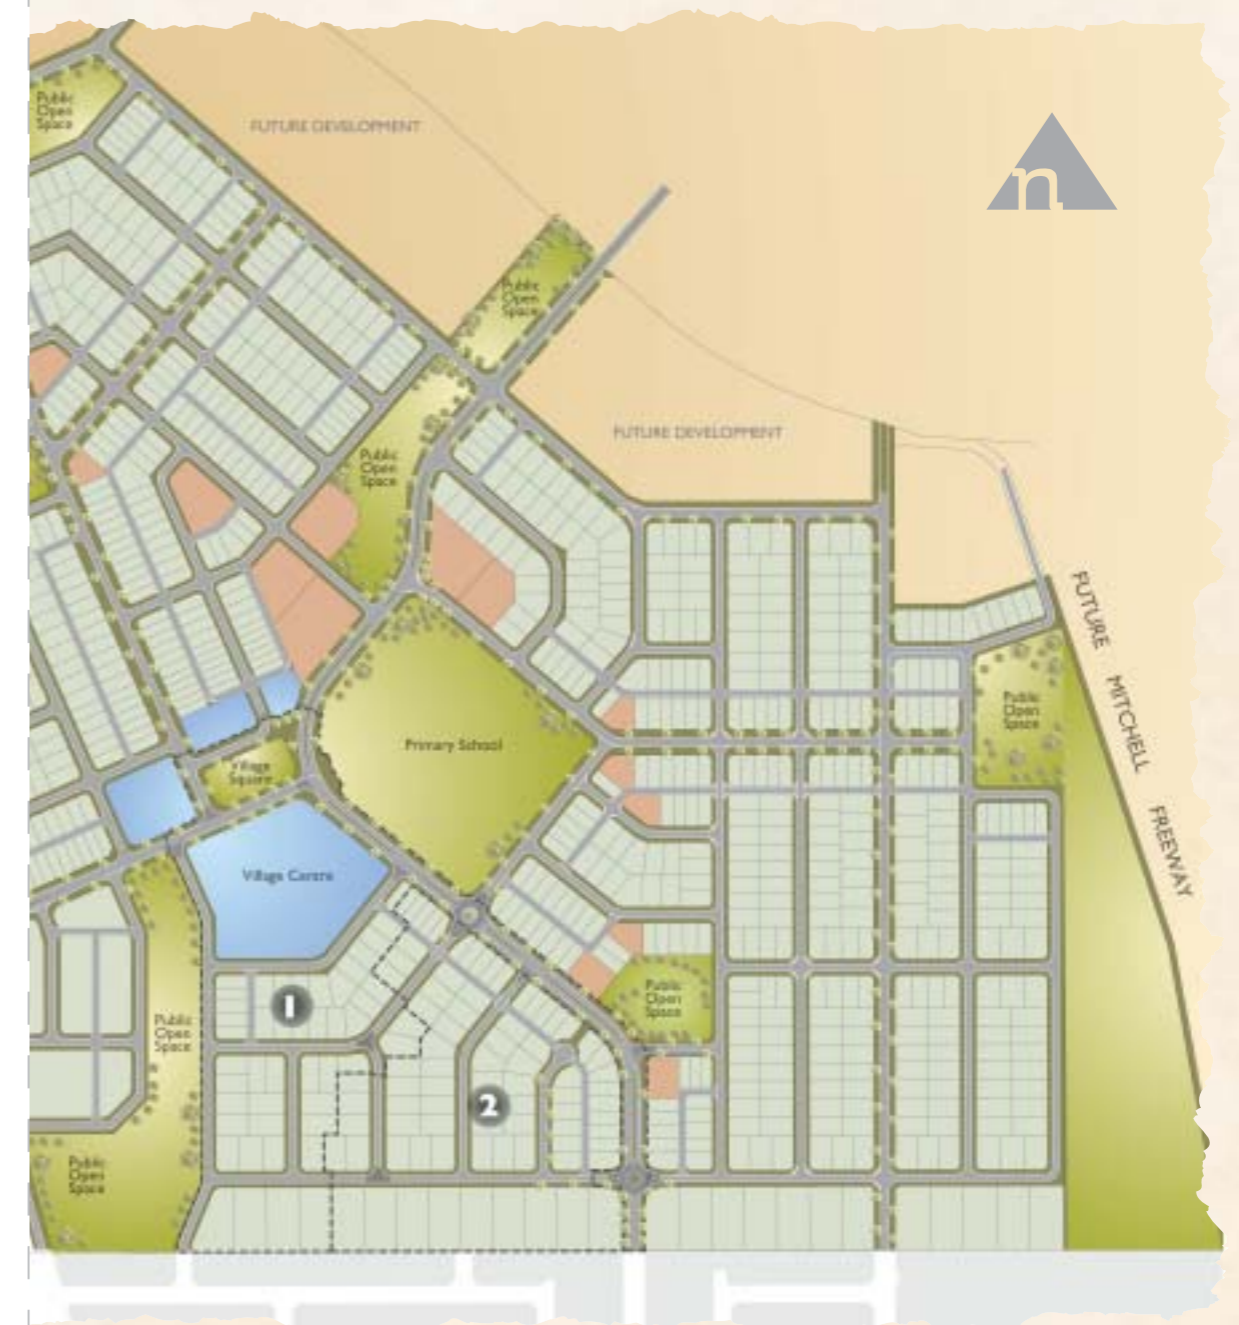 Public
Open
Space
FUTURE DEVELOPMENT
n
Public
Open
Space
FUTURE DEVELOPMENT
Public
Open
Space
FUTURE MITCHELL FREEWAY
Public
Open
Space
Primary School
Village
Square
Village Centre
Public
Open
Space
1
Public
Open
Space
2
Public
Open
Space